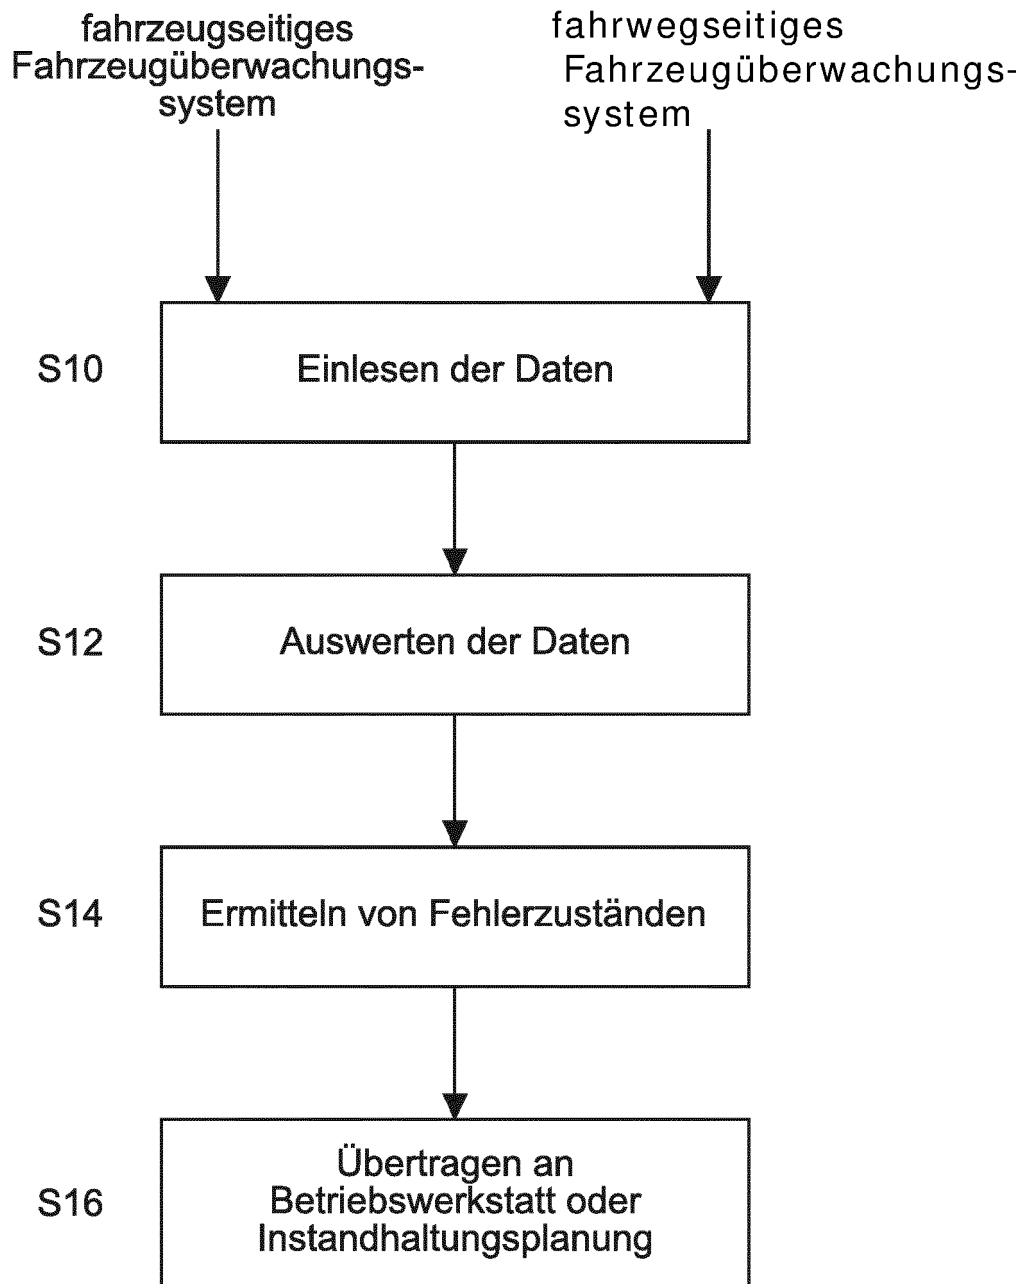 fahrzeugseitiges
Fahrzeugüberwachungs-
system
fahrwegseitiges
Fahrzeugüberwachungs-
system
S10
Einlesen der Daten
S12
Auswerten der Daten
S14
Ermitteln von Fehlerzuständen
S16
Übertragen an
Betriebswerkstatt oder
Instandhaltungsplanung